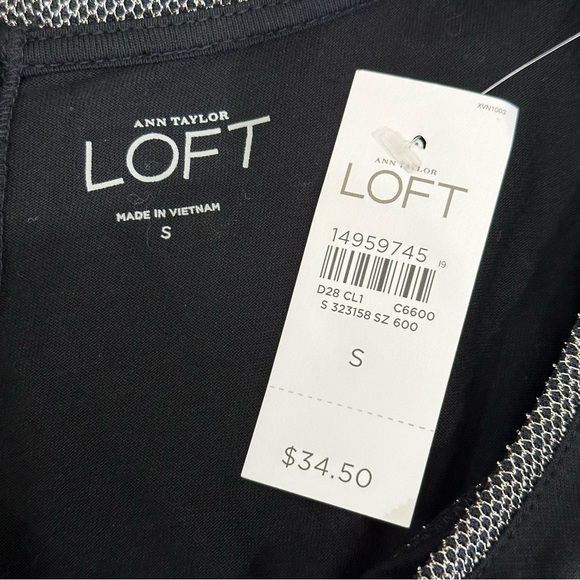 ANN TAYLOR
LOFT
MADE IN VIETNAM
S
XVN1003
ANN TAYLOR
LOFT
14959745 19
D28 CL1 C6600
S 323158 SZ 600
S
$34.50